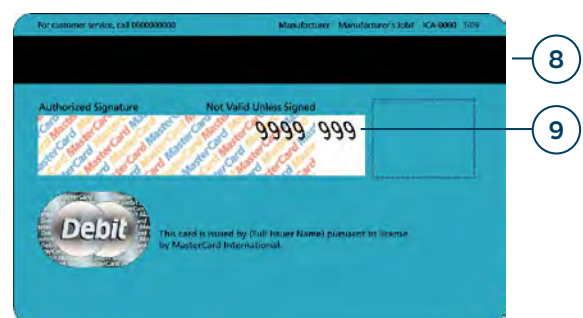 For customer service, call 0000000000 Manufacturer Manufacturer's Job# ICA-0000 1/09
8
Authorized Signature Not Valid Unless Signed
MasterCard
9999 999
9
Debit
This card is issued by (Full Issuer Name) pursuant to license
by MasterCard International.